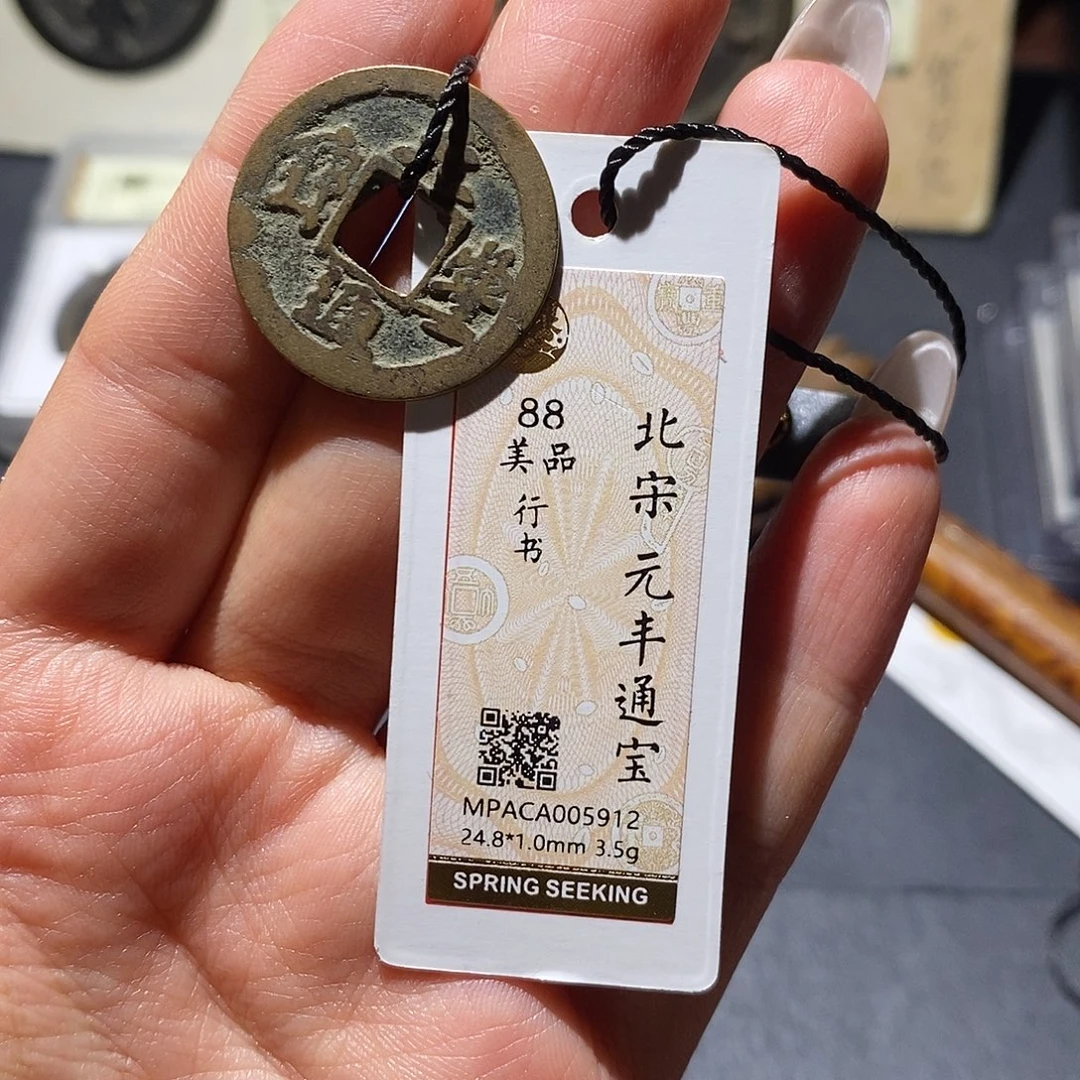 北宋 元丰通宝
88
美品
行书
MPACA005912
24.8*1.0mm 3.5g
SPRING SEEKING